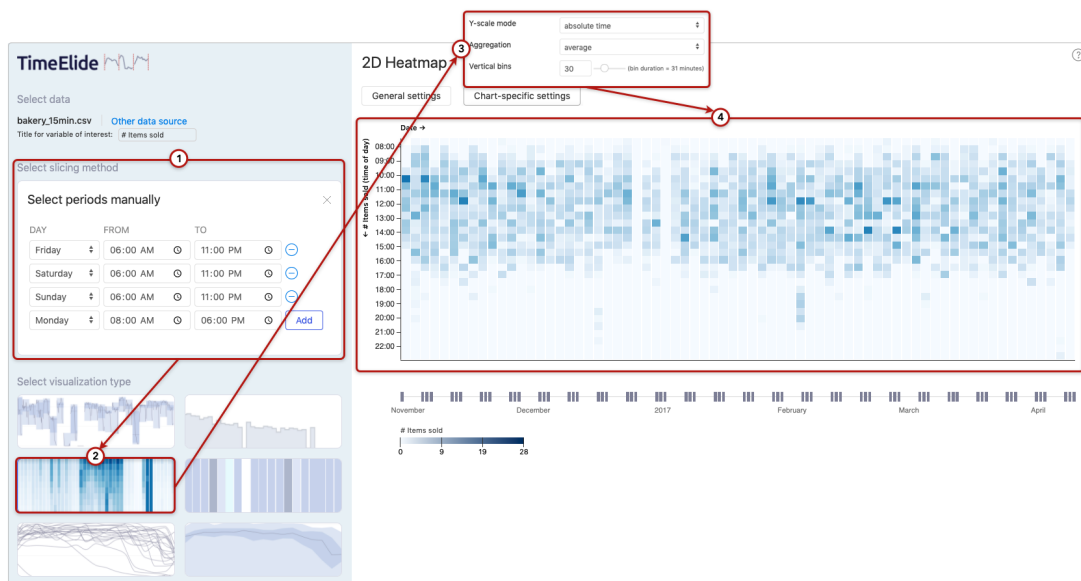 TimeElide
Select data
bakery_15min.csv Other data source
Title for variable of interest: # Items sold
1
Select slicing method
Select periods manually
DAY FROM TO
Friday 06:00 AM 11:00 PM
Saturday 06:00 AM 11:00 PM
Sunday 06:00 AM 11:00 PM
Monday 08:00 AM 06:00 PM Add
Select visualization type
2
3
Y-scale mode absolute time
Aggregation average
Vertical bins 30 (bin duration = 31 minutes)
2D Heatmap
?
General settings Chart-specific settings
4
Date →
← # Items sold (time of day)
08:00
09:00
10:00
11:00
12:00
13:00
14:00
15:00
16:00
17:00
18:00
19:00
20:00
21:00
22:00
November December 2017 February March April
# Items sold
0 9 19 28